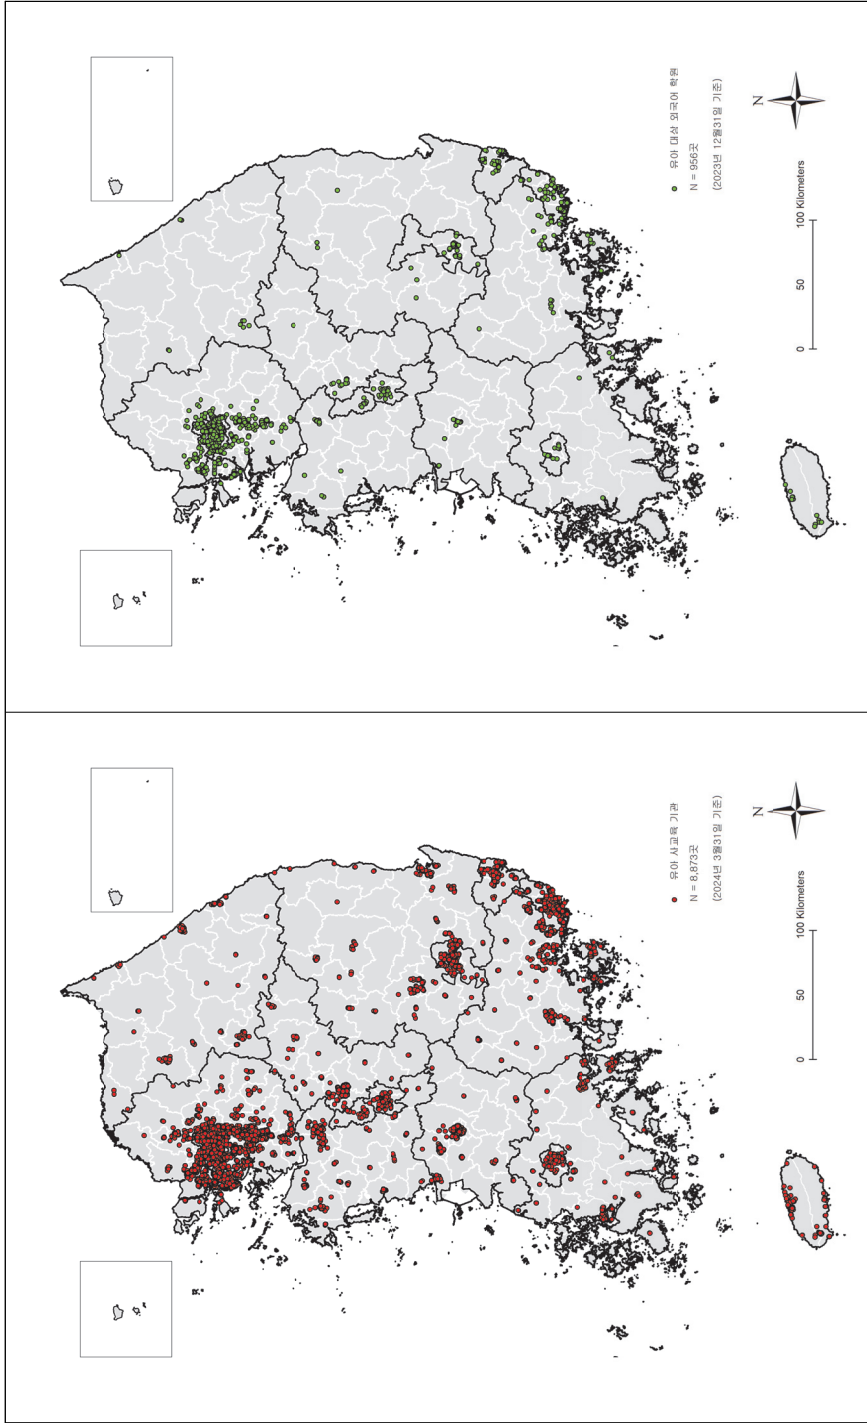 유아 대상 외국어 학원
N = 956곳
(2023년 12월31일 기준)
N
0 50 100 Kilometers
유아 사교육 기관
N = 8,873곳
(2024년 3월31일 기준)
N
0 50 100 Kilometers